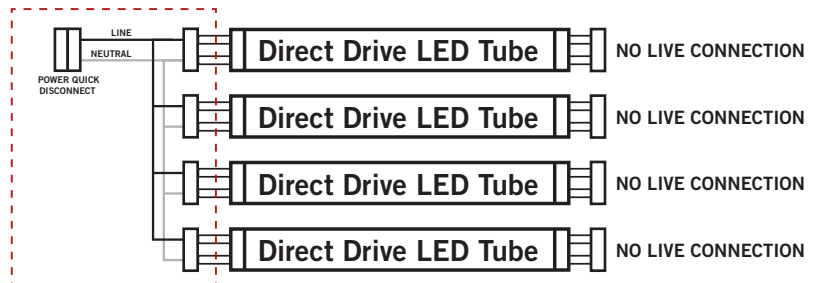 LINE
NEUTRAL
POWER QUICK
DISCONNECT
Direct Drive LED Tube
NO LIVE CONNECTION
Direct Drive LED Tube
NO LIVE CONNECTION
Direct Drive LED Tube
NO LIVE CONNECTION
Direct Drive LED Tube
NO LIVE CONNECTION